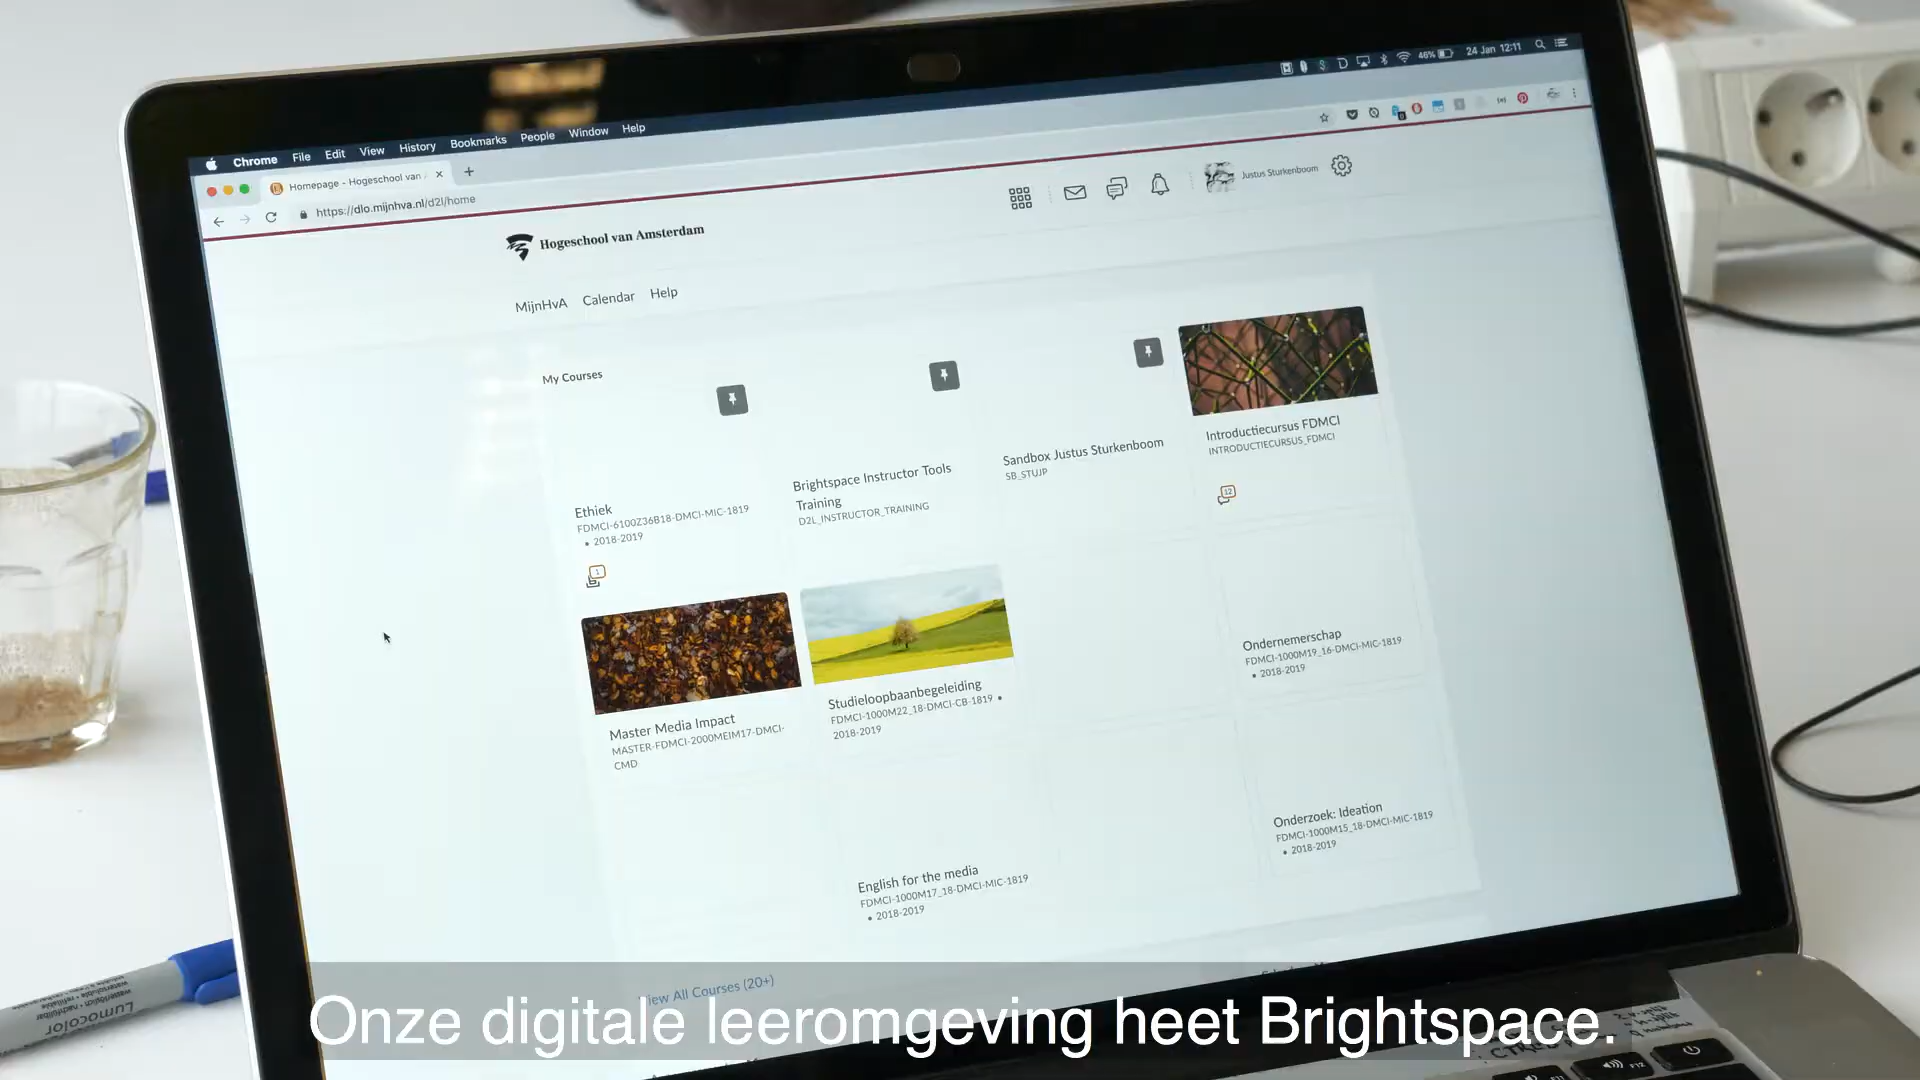 Chrome File Edit View History Bookmarks People Window Help
46% 24 Jan 12:11
Homepage - Hogeschool van
https://dlo.mijnhva.nl/d2l/home
Justus Sturkenboom
Hogeschool van Amsterdam
MijnHvA Calendar Help
My Courses
Ethiek
FDMCI-6100Z36B18-DMCI-MIC-1819
• 2018-2019
1
Brightspace Instructor Tools
Training
D2L_INSTRUCTOR_TRAINING
Sandbox Justus Sturkenboom
SB_STUJP
Introductiecursus FDMCI
INTRODUCTIECURSUS_FDMCI
12
Master Media Impact
MASTER-FDMCI-2000MEIM17-DMCI-
CMD
Studieloopbaanbegeleiding
FDMCI-1000M22_18-DMCI-CB-1819 •
2018-2019
Ondernemerschap
FDMCI-1000M19_16-DMCI-MIC-1819
• 2018-2019
English for the media
FDMCI-1000M17_18-DMCI-MIC-1819
• 2018-2019
Onderzoek: Ideation
FDMCI-1000M15_18-DMCI-MIC-1819
• 2018-2019
View All Courses (20+)
Lumocolor
Onze digitale leeromgeving heet Brightspace.
F11
F12